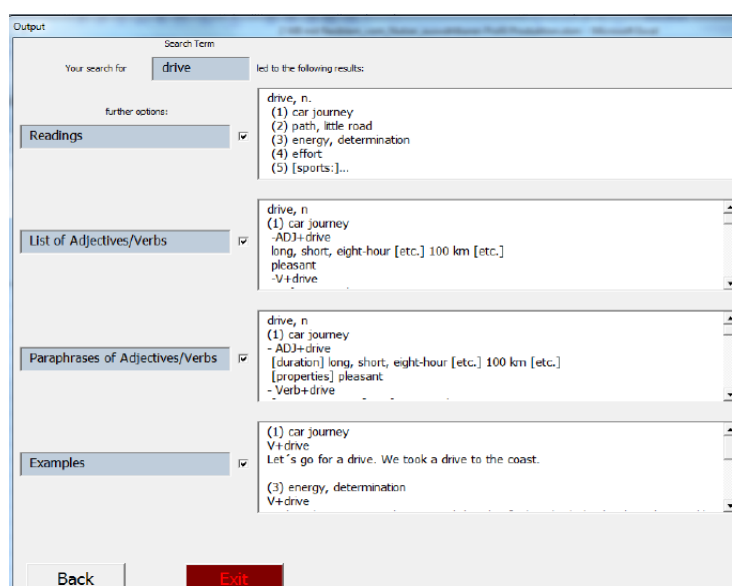 Output
Search Term
Your search for drive led to the following results:
further options:
Readings
drive, n.
(1) car journey
(2) path, little road
(3) energy, determination
(4) effort
(5) [sports:]...
List of Adjectives/Verbs
drive, n
(1) car journey
-ADJ+drive
long, short, eight-hour [etc.] 100 km [etc.]
pleasant
-V+drive
Paraphrases of Adjectives/Verbs
drive, n
(1) car journey
- ADJ+drive
[duration] long, short, eight-hour [etc.] 100 km [etc.]
[properties] pleasant
- Verb+drive
Examples
(1) car journey
V+drive
Let´s go for a drive. We took a drive to the coast.
(3) energy, determination
V+drive
Back
Exit